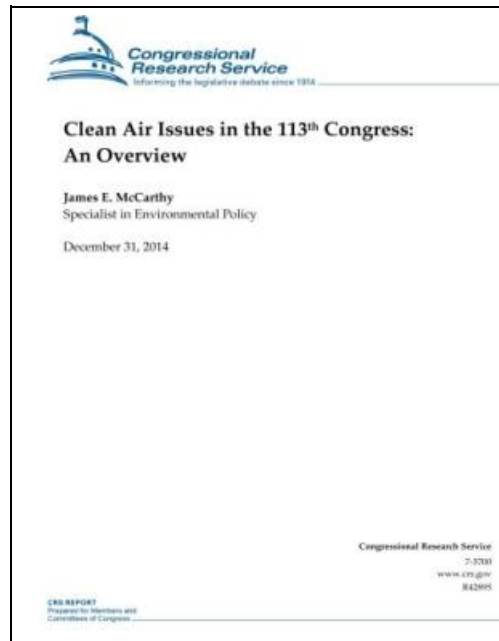 Congressional
Research Service
Informing the legislative debate since 1914
Clean Air Issues in the 113th Congress:
An Overview
James E. McCarthy
Specialist in Environmental Policy
December 31, 2014
Congressional Research Service
7-5700
www.crs.gov
R42895
CRS REPORT
Prepared for Members and
Committees of Congress